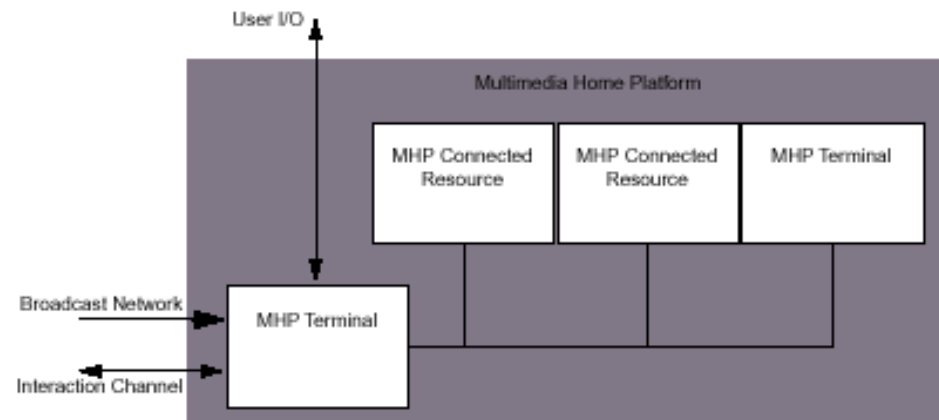 User I/O
Multimedia Home Platform
MHP Connected
Resource
MHP Connected
Resource
MHP Terminal
Broadcast Network
MHP Terminal
Interaction Channel